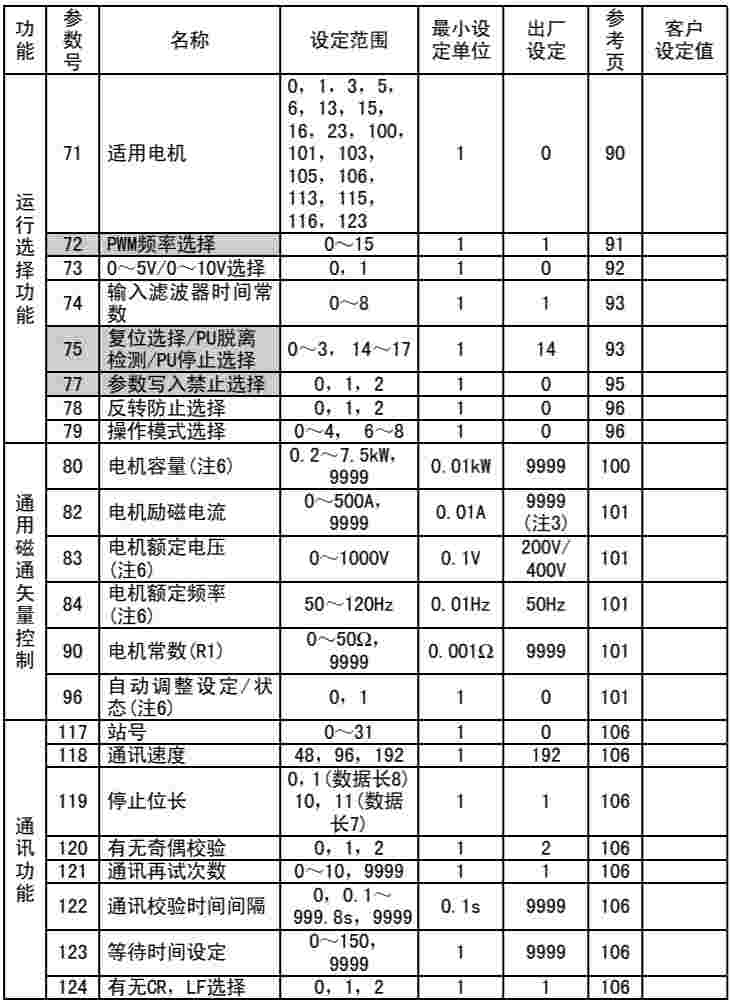 功能 参数号 名称 设定范围 最小设定单位 出厂设定 参考页 客户设定值
运行选择功能
71 适用电机 0, 1, 3, 5, 6, 13, 15, 16, 23, 100, 101, 103, 105, 106, 113, 115, 116, 123 1 0 90
72 PWM频率选择 0～15 1 1 91
73 0～5V/0～10V选择 0, 1 1 0 92
74 输入滤波器时间常数 0～8 1 1 93
75 复位选择/PU脱离检测/PU停止选择 0～3, 14～17 1 14 93
77 参数写入禁止选择 0, 1, 2 1 0 95
78 反转防止选择 0, 1, 2 1 0 96
79 操作模式选择 0～4, 6～8 1 0 96
通用磁通矢量控制
80 电机容量(注6) 0.2～7.5kW, 9999 0.01kW 9999 100
82 电机励磁电流 0～500A, 9999 0.01A 9999(注3) 101
83 电机额定电压(注6) 0～1000V 0.1V 200V/400V 101
84 电机额定频率(注6) 50～120Hz 0.01Hz 50Hz 101
90 电机常数(R1) 0～50Ω, 9999 0.001Ω 9999 101
96 自动调整设定/状态(注6) 0, 1 1 0 101
通讯功能
117 站号 0～31 1 0 106
118 通讯速度 48, 96, 192 1 192 106
119 停止位长 0, 1(数据长8) 10, 11(数据长7) 1 1 106
120 有无奇偶校验 0, 1, 2 1 2 106
121 通讯再试次数 0～10, 9999 1 1 106
122 通讯校验时间间隔 0, 0.1～999.8s, 9999 0.1s 9999 106
123 等待时间设定 0～150, 9999 1 9999 106
124 有无CR, LF选择 0, 1, 2 1 1 106